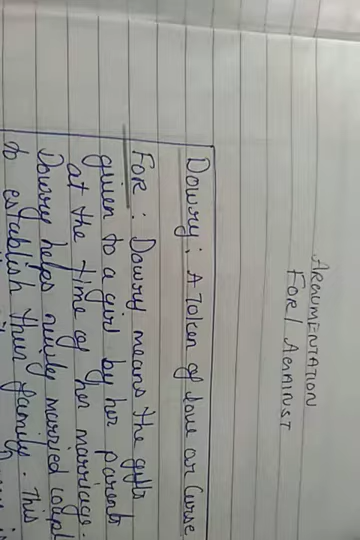 ARGUMENTATION
FOR / AGAINST
Dowry: A Token of love or Curse
For: Dowry means the gifts
given to a girl by her parents
at the time of her marriage.
Dowry helps newly married coupl
to establish their family. This